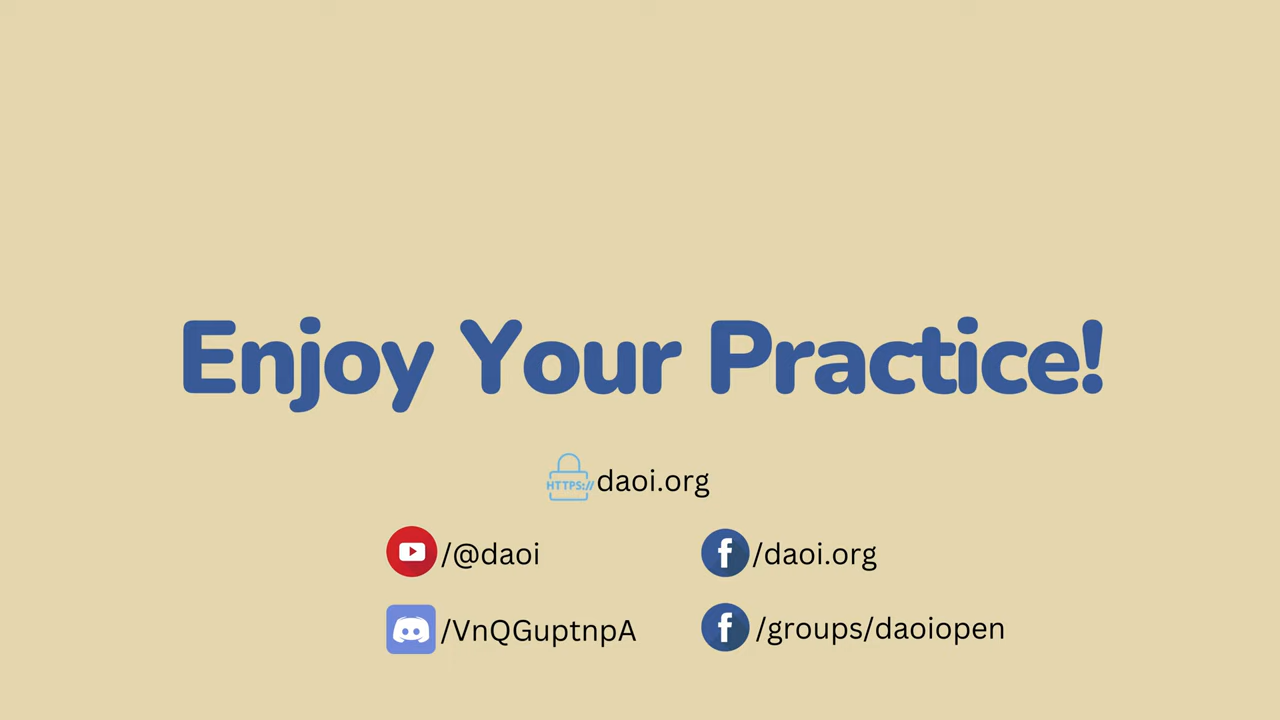 Enjoy Your Practice!
HTTPS:// daoi.org
/@daoi
/daoi.org
/VnQGuptnpA
/groups/daoiopen